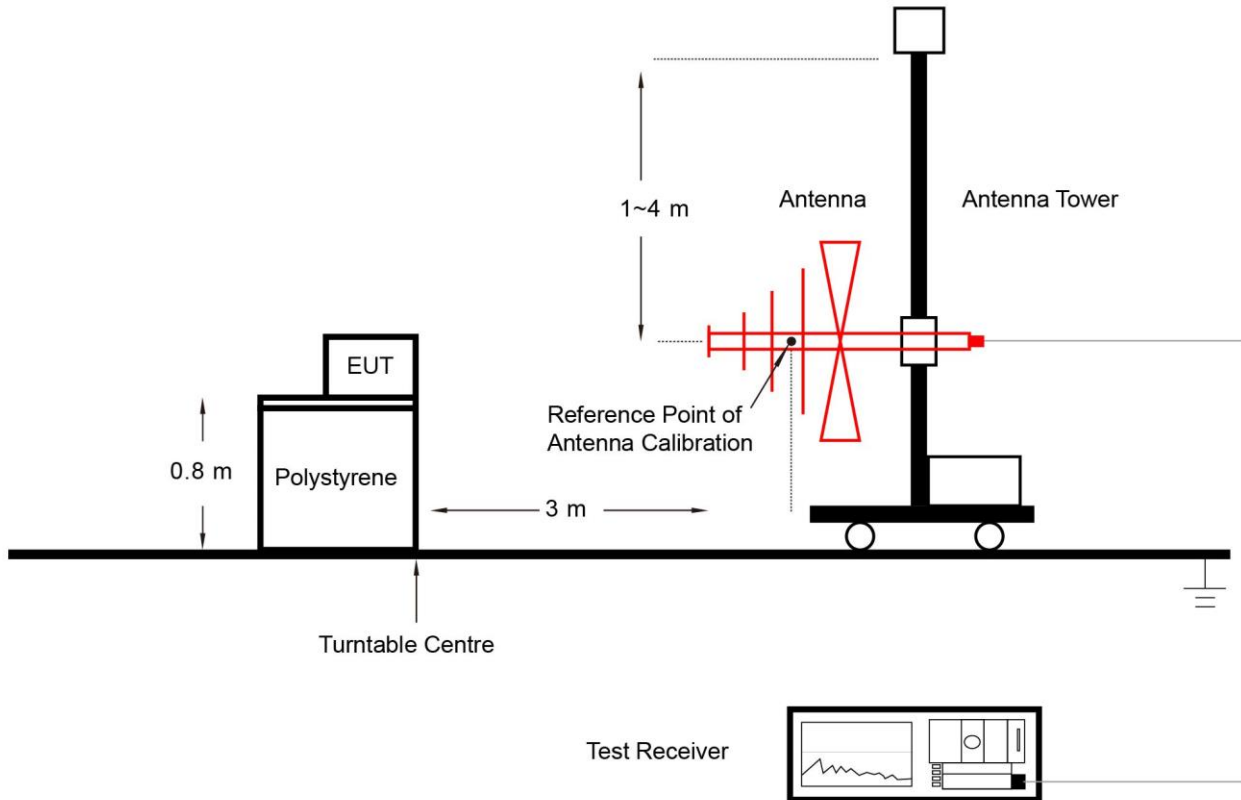 1~4 m
Antenna
Antenna Tower
EUT
Reference Point of
Antenna Calibration
0.8 m
Polystyrene
3 m
Turntable Centre
Test Receiver